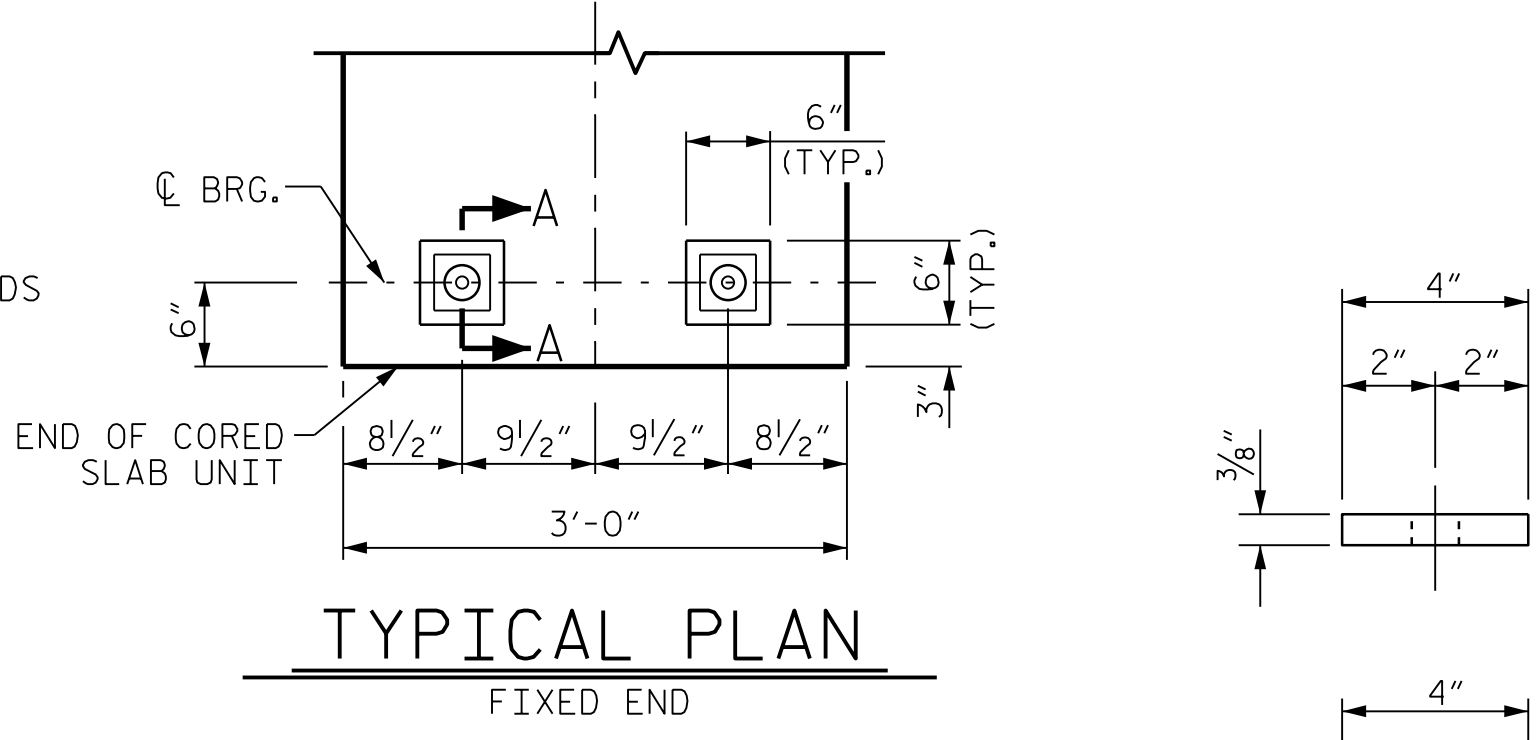 6"
(TYP.)
℄ BRG.
A
6"
(TYP.)
DS
6"
A
3"
END OF CORED
SLAB UNIT
8½" 9½" 9½" 8½"
3'-0"
TYPICAL PLAN
FIXED END
4"
2" 2"
⅜"
4"